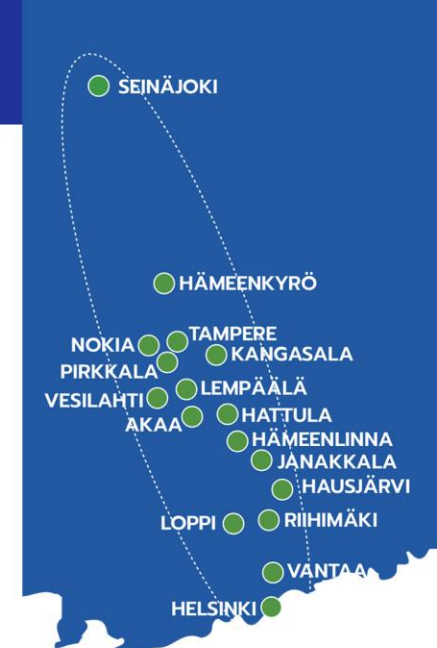 SEINÄJOKI
HÄMEENKYRÖ
TAMPERE
NOKIA
KANGASALA
PIRKKALA
LEMPÄÄLÄ
VESILAHTI
HATTULA
AKAA
HÄMEENLINNA
JANAKKALA
HAUSJÄRVI
LOPPI
RIIHIMÄKI
VANTAA
HELSINKI